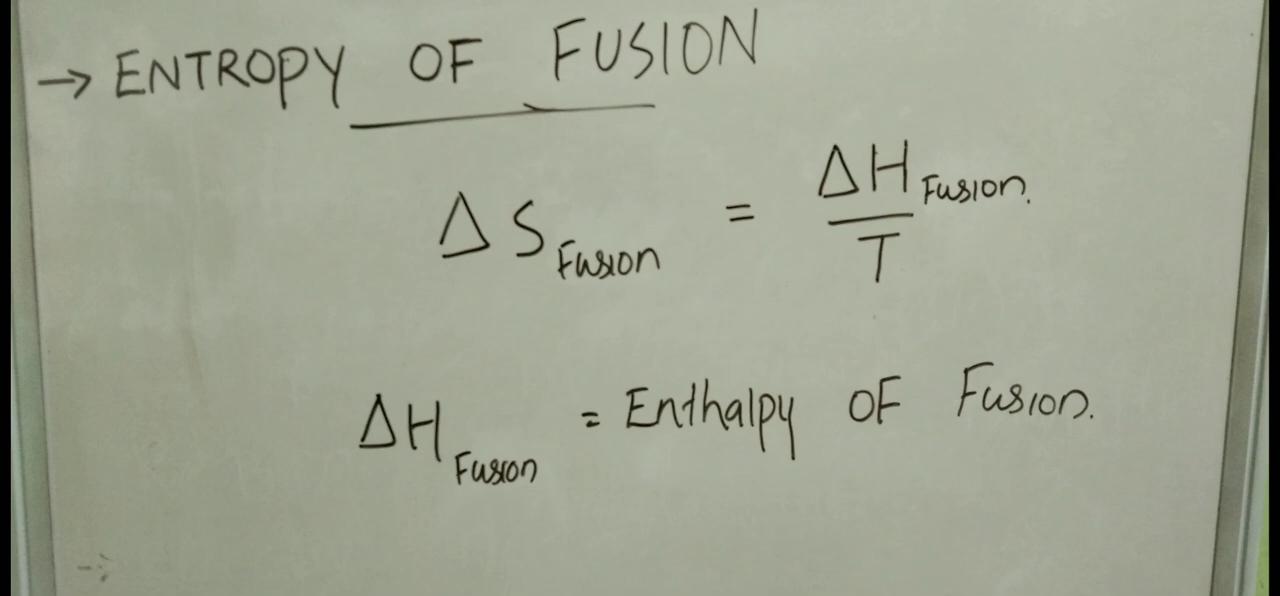 → ENTROPY OF FUSION
ΔS Fusion = ΔH Fusion. / T
ΔH Fusion = Enthalpy OF Fusion.